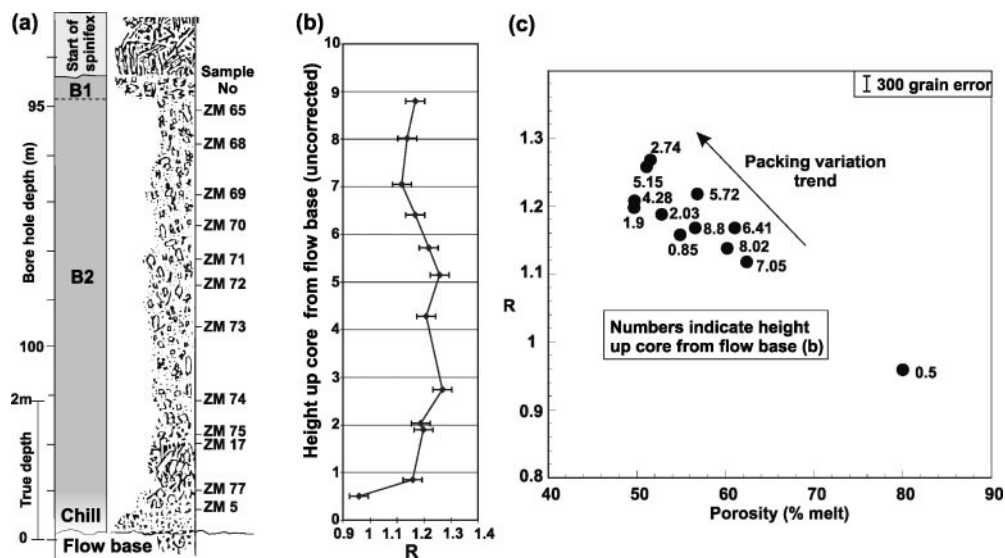 (a)
Start of
spinifex
B1
B2
Chill
Flow base
Bore hole depth (m)
95
100
2m
True depth
0
Sample
No
ZM 65
ZM 68
ZM 69
ZM 70
ZM 71
ZM 72
ZM 73
ZM 74
ZM 75
ZM 17
ZM 77
ZM 5
(b)
Height up core from flow base (uncorrected)
10
9
8
7
6
5
4
3
2
1
0
0.9 1 1.1 1.2 1.3 1.4
R
(c)
300 grain error
Packing variation
trend
2.74
5.15
4.28
5.72
1.9
2.03
8.8
6.41
0.85
8.02
7.05
0.5
Numbers indicate height
up core from flow base (b)
R
1.3
1.2
1.1
1
0.9
0.8
40 50 60 70 80 90
Porosity (% melt)